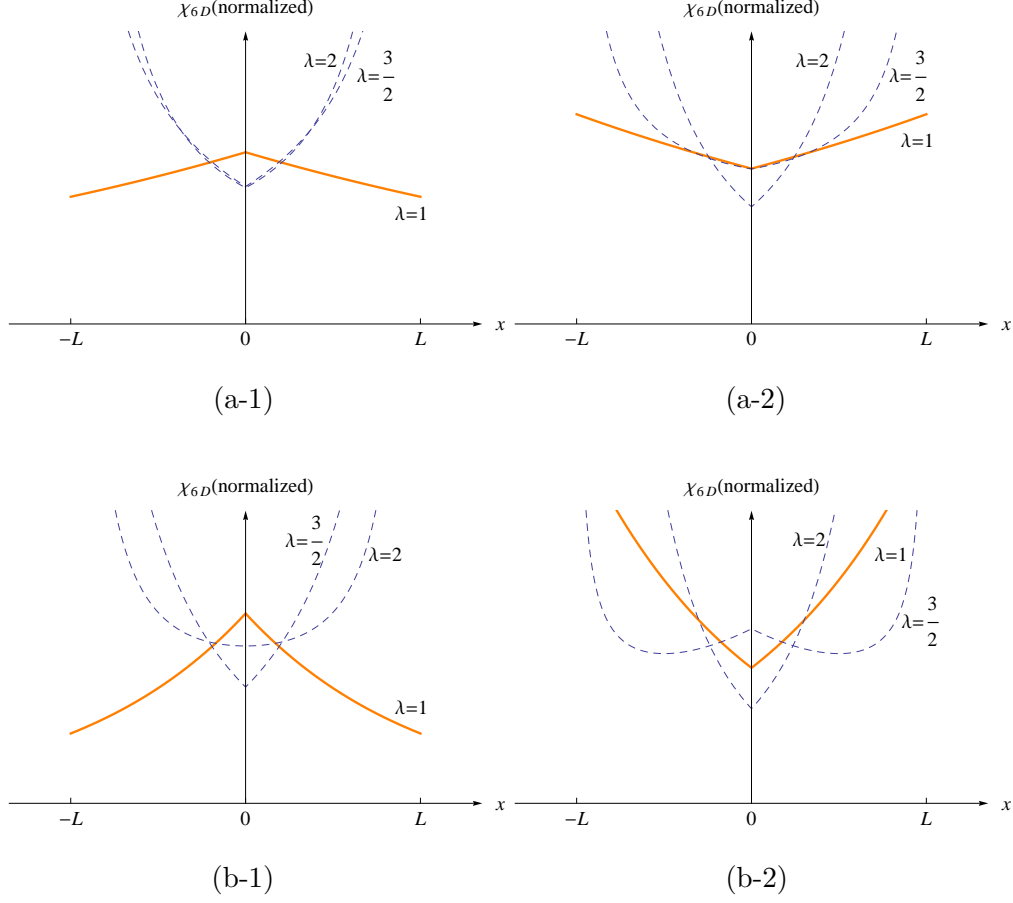 χ6D(normalized)
λ=2
λ=3/2
λ=1
x
−L
0
L
(a-1)
χ6D(normalized)
λ=2
λ=3/2
λ=1
x
−L
0
L
(a-2)
χ6D(normalized)
λ=3/2
λ=2
λ=1
x
−L
0
L
(b-1)
χ6D(normalized)
λ=2
λ=1
λ=3/2
x
−L
0
L
(b-2)